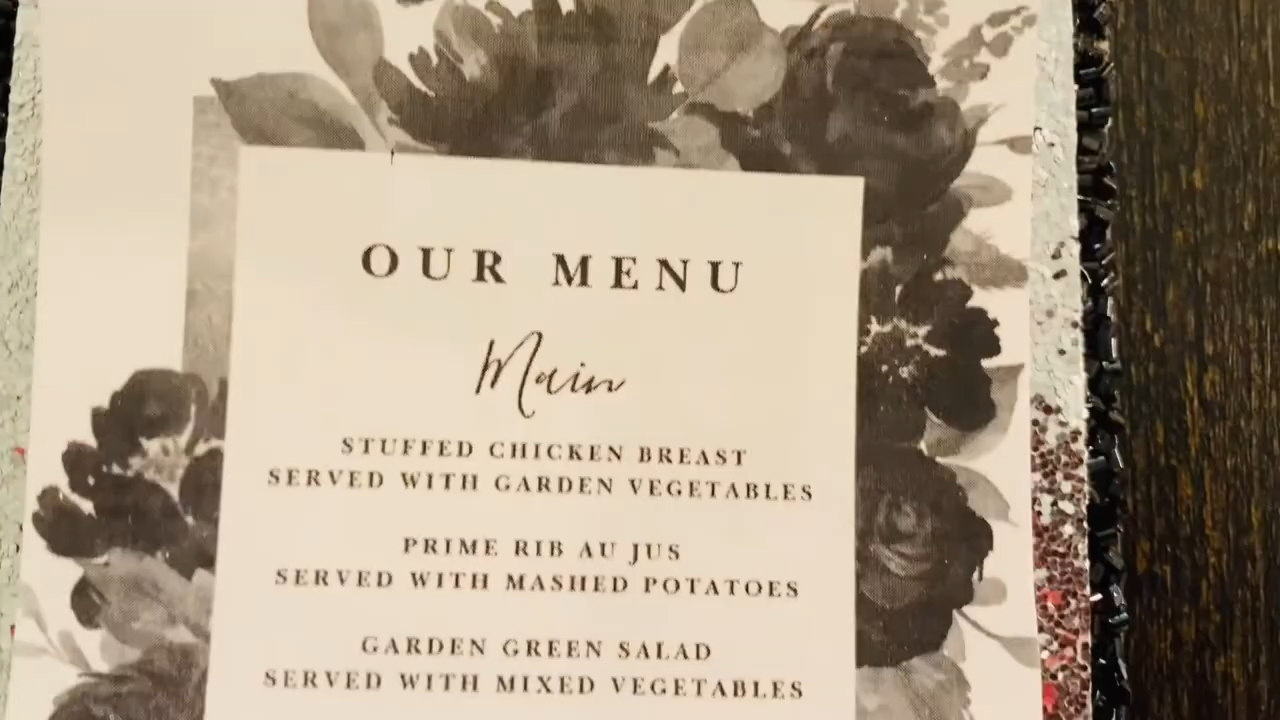 OUR MENU
Main
STUFFED CHICKEN BREAST
SERVED WITH GARDEN VEGETABLES
PRIME RIB AU JUS
SERVED WITH MASHED POTATOES
GARDEN GREEN SALAD
SERVED WITH MIXED VEGETABLES